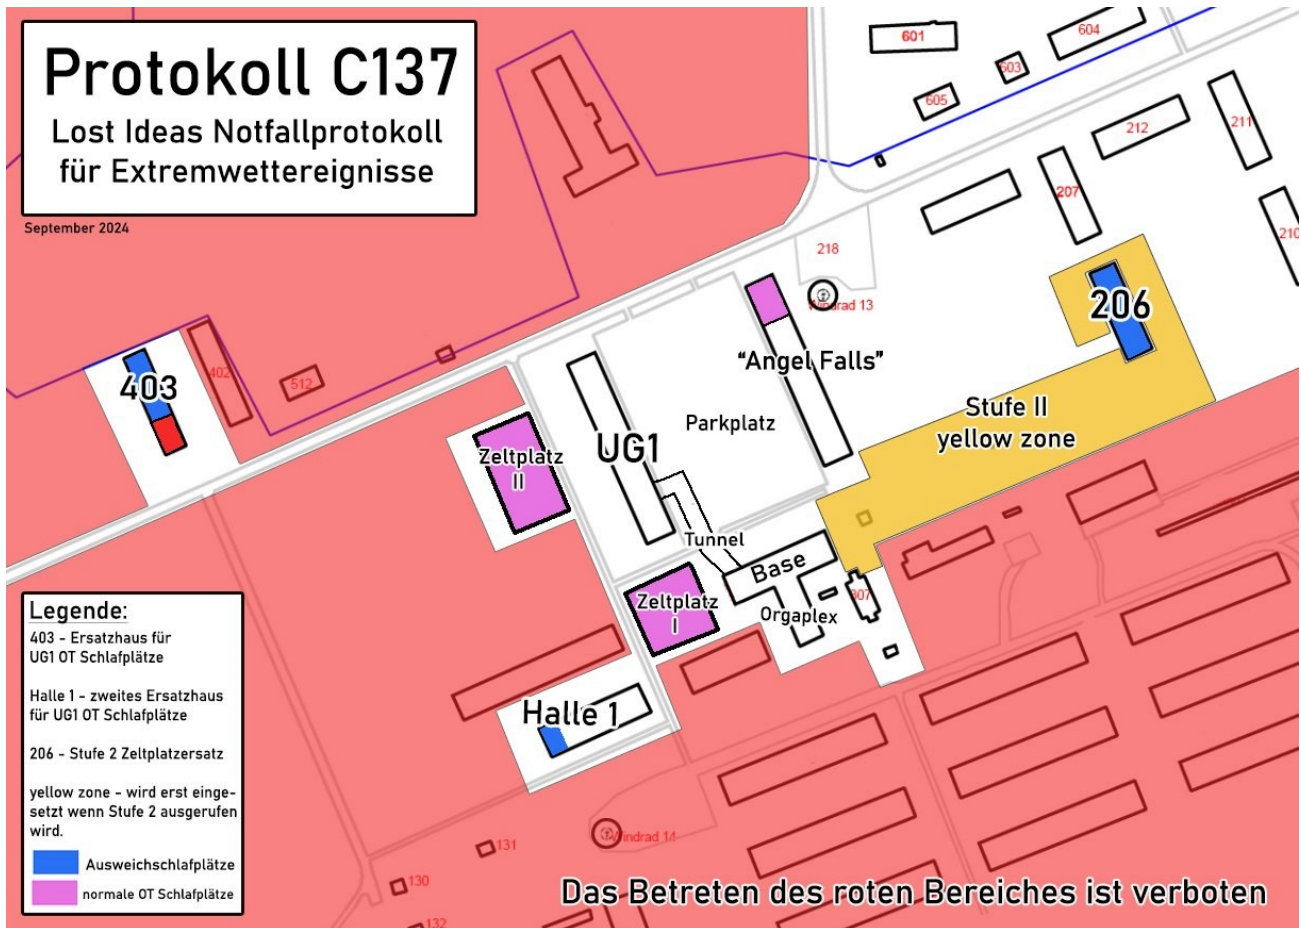 Protokoll C137
Lost Ideas Notfallprotokoll
für Extremwettereignisse
September 2024
601
604
603
605
212
211
207
210
218
Windrad 13
206
"Angel Falls"
403
402
512
Stufe II
yellow zone
Parkplatz
UG1
Zeltplatz
II
Tunnel
Base
Zeltplatz
I
Orgaplex
307
Halle 1
Legende:
403 - Ersatzhaus für
UG1 OT Schlafplätze
Halle 1 - zweites Ersatzhaus
für UG1 OT Schlafplätze
206 - Stufe 2 Zeltplatzersatz
yellow zone - wird erst einge-
setzt wenn Stufe 2 ausgerufen
wird.
Ausweichschlafplätze
normale OT Schlafplätze
Windrad 14
131
130
132
Das Betreten des roten Bereiches ist verboten